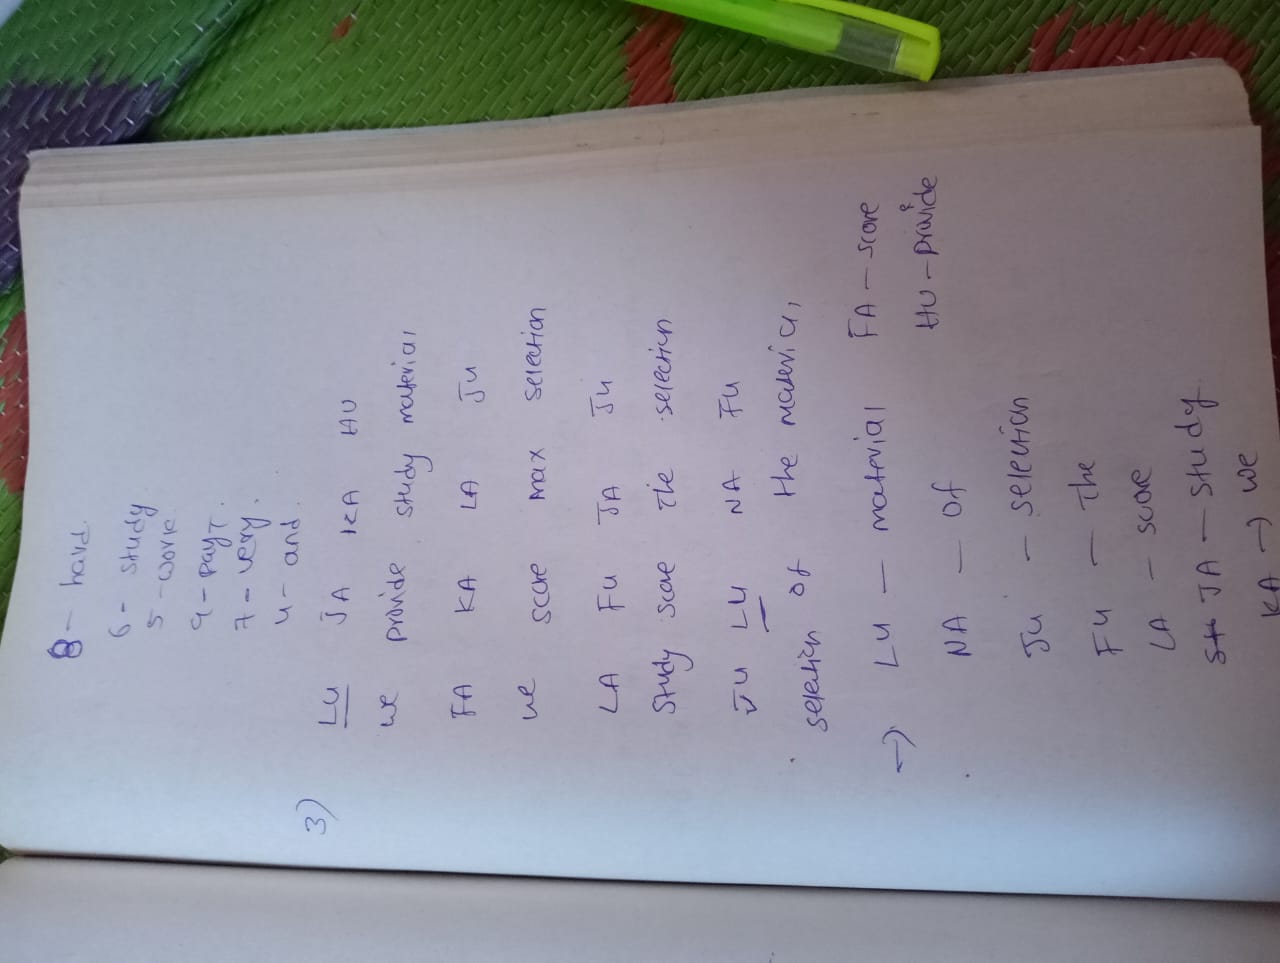 8 - hard
6 - study
5 - work
9 - pay
7 - very
4 - and
3) LU JA KA HU
we provide study material
FA KA LA JU
we score max selection
LA FU JA JU
Study score the selection
JU LU NA FU
selection of the material
→ LU - material FA - score
NA - of HU - provide
JU - selection
FU - the
LA - score
JA - study
KA → we